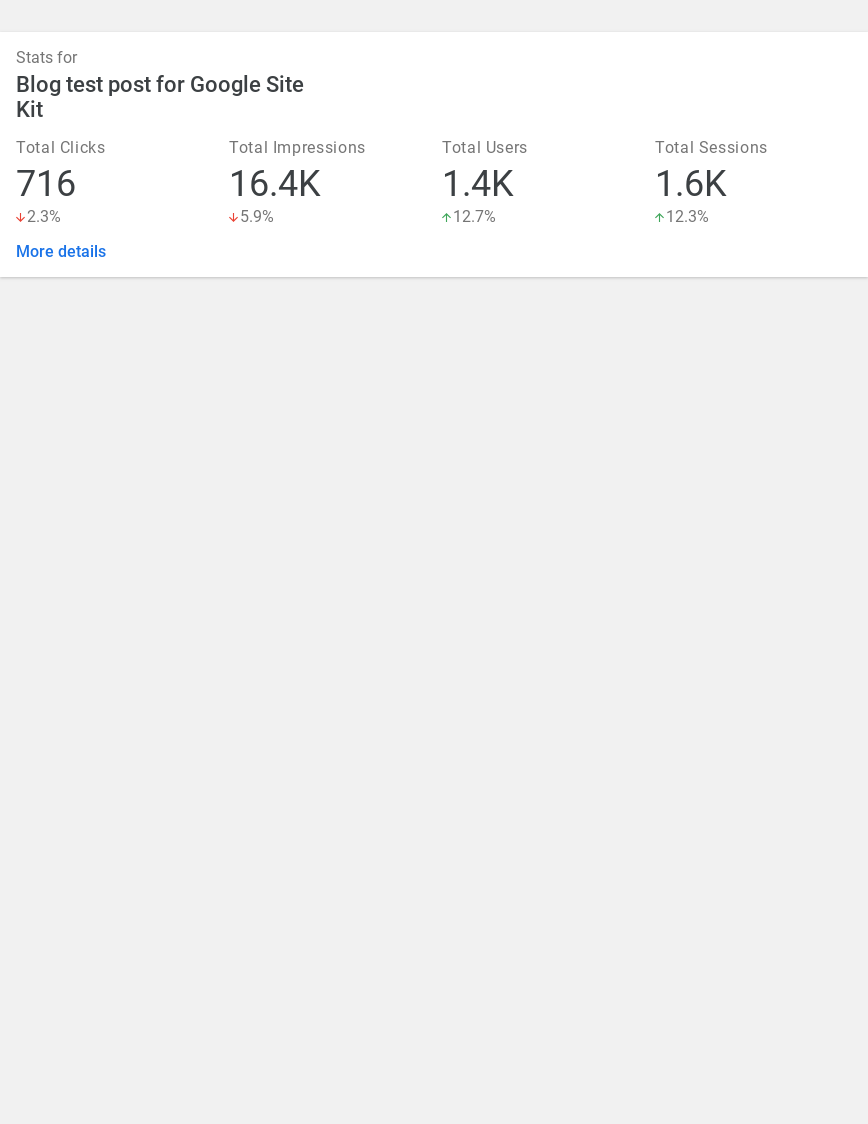 Stats for
Blog test post for Google Site
Kit
Total Clicks
716
↓2.3%
Total Impressions
16.4K
↓5.9%
Total Users
1.4K
↑12.7%
Total Sessions
1.6K
↑12.3%
More details